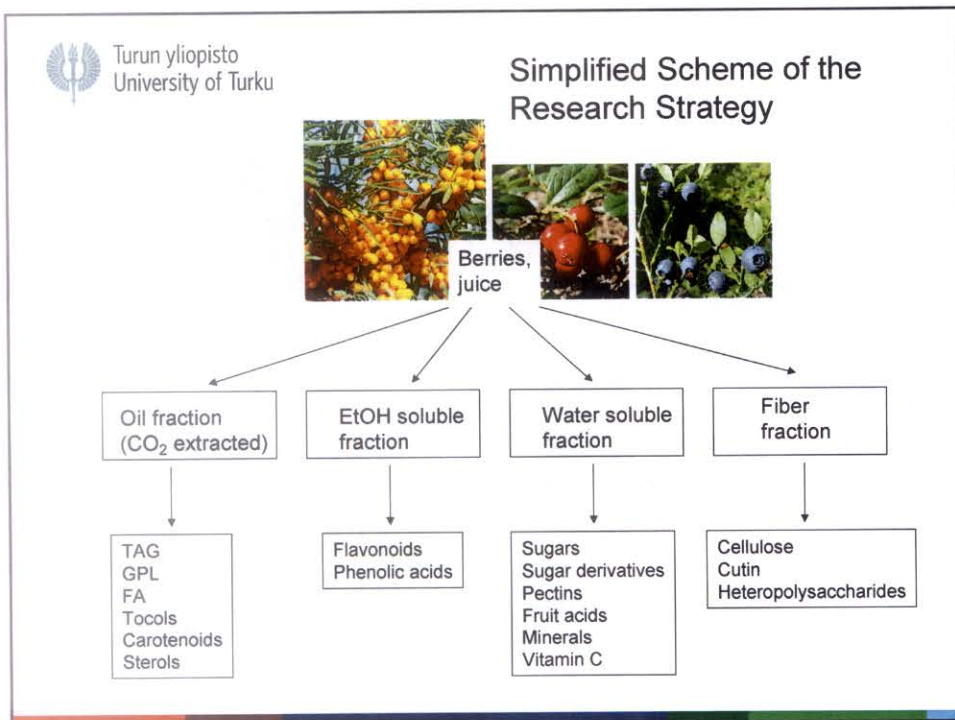 Turun yliopisto
University of Turku
Simplified Scheme of the
Research Strategy
Berries,
juice
Oil fraction
(CO₂ extracted)
EtOH soluble
fraction
Water soluble
fraction
Fiber
fraction
TAG
GPL
FA
Tocols
Carotenoids
Sterols
Flavonoids
Phenolic acids
Sugars
Sugar derivatives
Pectins
Fruit acids
Minerals
Vitamin C
Cellulose
Cutin
Heteropolysaccharides